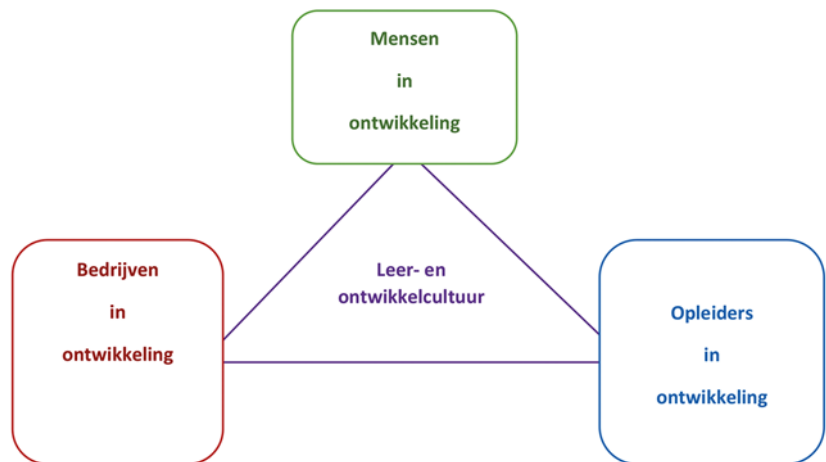 Mensen
in
ontwikkeling
Bedrijven
in
ontwikkeling
Leer- en
ontwikkelcultuur
Opleiders
in
ontwikkeling